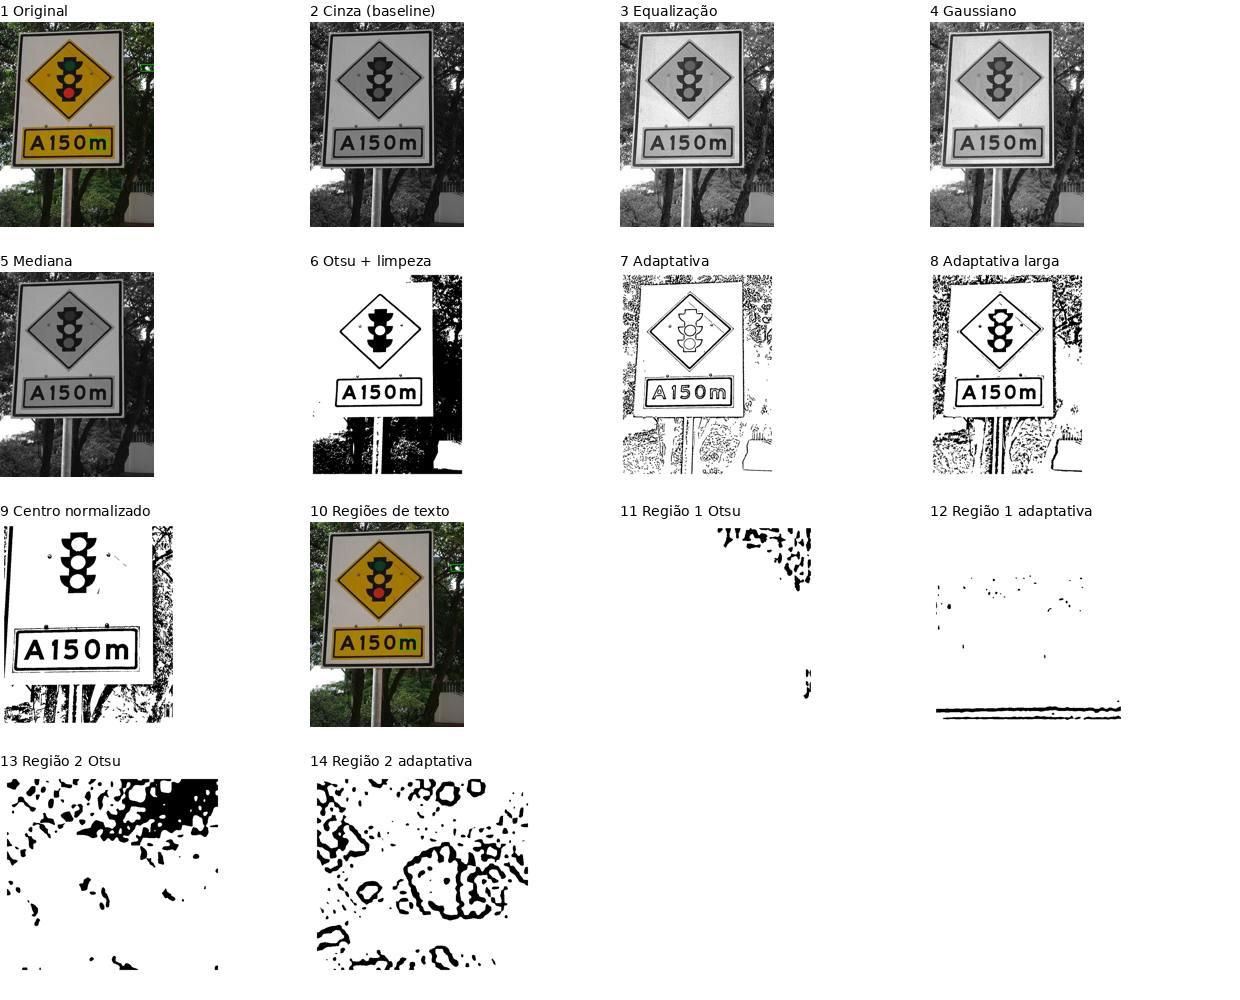 1 Original
2 Cinza (baseline)
3 Equalização
4 Gaussiano
A150m
A150m
A150m
A150m
5 Mediana
6 Otsu + limpeza
7 Adaptativa
8 Adaptativa larga
A150m
A150m
A150m
A150m
9 Centro normalizado
10 Regiões de texto
11 Região 1 Otsu
12 Região 1 adaptativa
A150m
A150m
13 Região 2 Otsu
14 Região 2 adaptativa